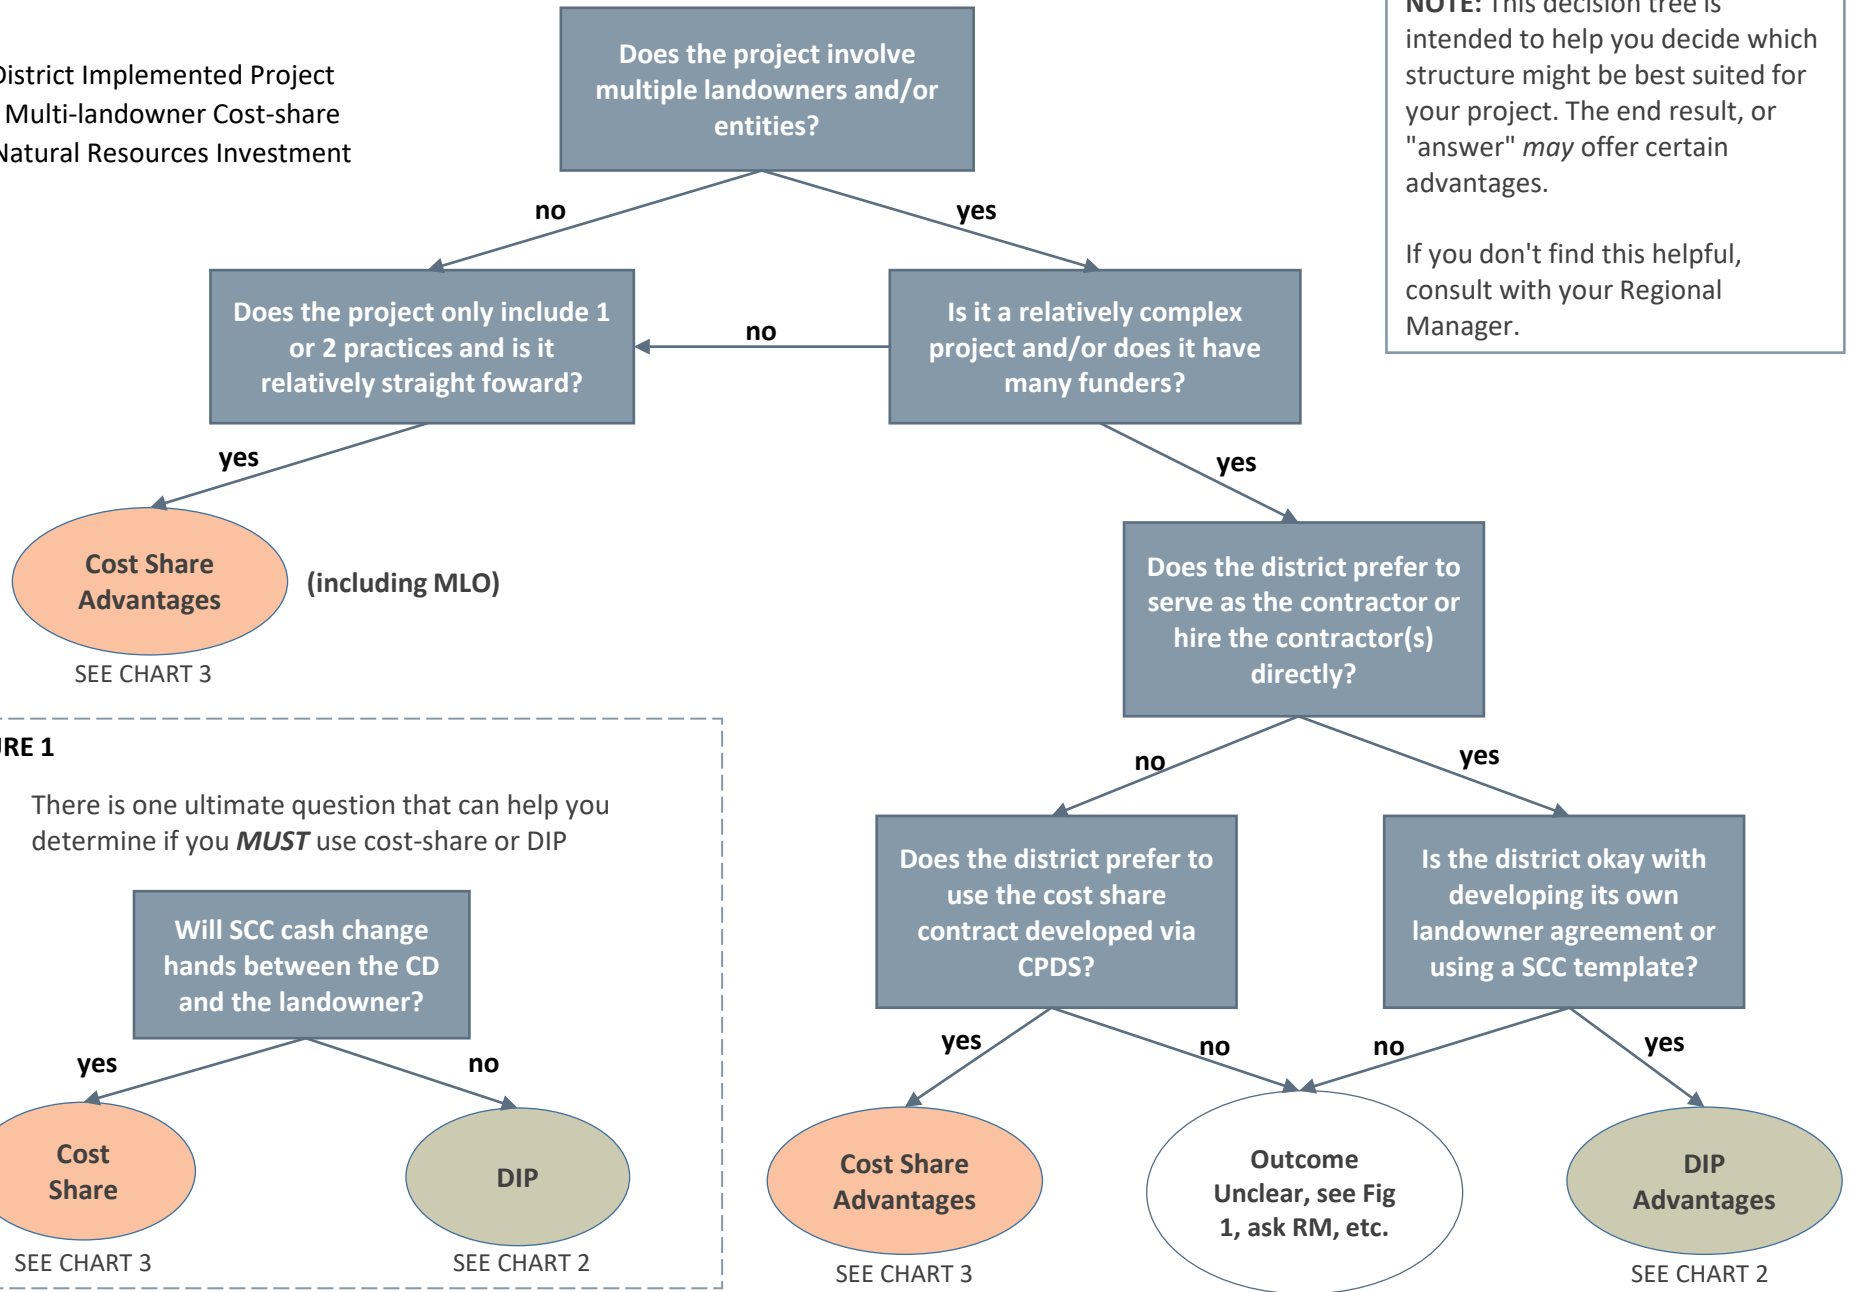 District Implemented Project
Multi-landowner Cost-share
Natural Resources Investment
Does the project involve
multiple landowners and/or
entities?
NOTE: This decision tree is
intended to help you decide which
structure might be best suited for
your project. The end result, or
"answer" may offer certain
advantages.
If you don't find this helpful,
consult with your Regional
Manager.
no
yes
Does the project only include 1
or 2 practices and is it
relatively straight foward?
no
Is it a relatively complex
project and/or does it have
many funders?
yes
yes
Cost Share
Advantages
(including MLO)
SEE CHART 3
Does the district prefer to
serve as the contractor or
hire the contractor(s)
directly?
no
yes
Does the district prefer to
use the cost share
contract developed via
CPDS?
Is the district okay with
developing its own
landowner agreement or
using a SCC template?
yes
no
no
yes
Cost Share
Advantages
SEE CHART 3
Outcome
Unclear, see Fig
1, ask RM, etc.
DIP
Advantages
SEE CHART 2
URE 1
There is one ultimate question that can help you
determine if you MUST use cost-share or DIP
Will SCC cash change
hands between the CD
and the landowner?
yes
no
Cost
Share
SEE CHART 3
DIP
SEE CHART 2